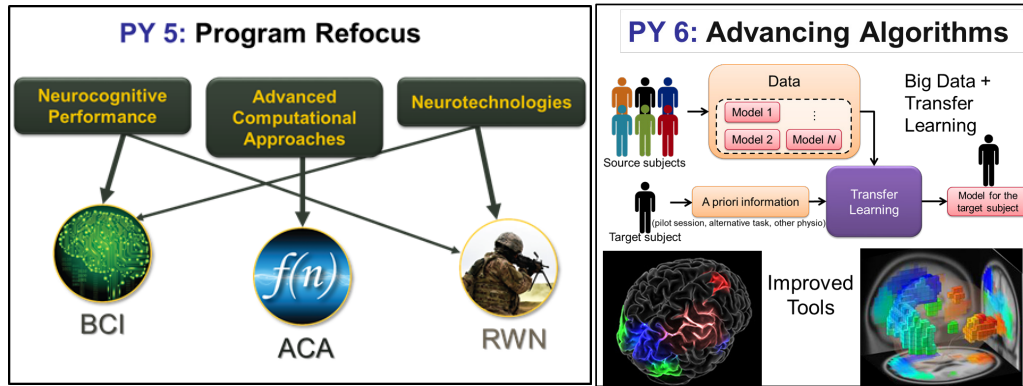 PY 5: Program Refocus
Neurocognitive
Performance
Advanced
Computational
Approaches
Neurotechnologies
BCI
f(n)
ACA
RWN
PY 6: Advancing Algorithms
Data
Model 1
⋮
Model 2
Model N
Source subjects
Big Data +
Transfer
Learning
A priori information
(pilot session, alternative task, other physio)
Target subject
Transfer
Learning
Model for the
target subject
Improved
Tools